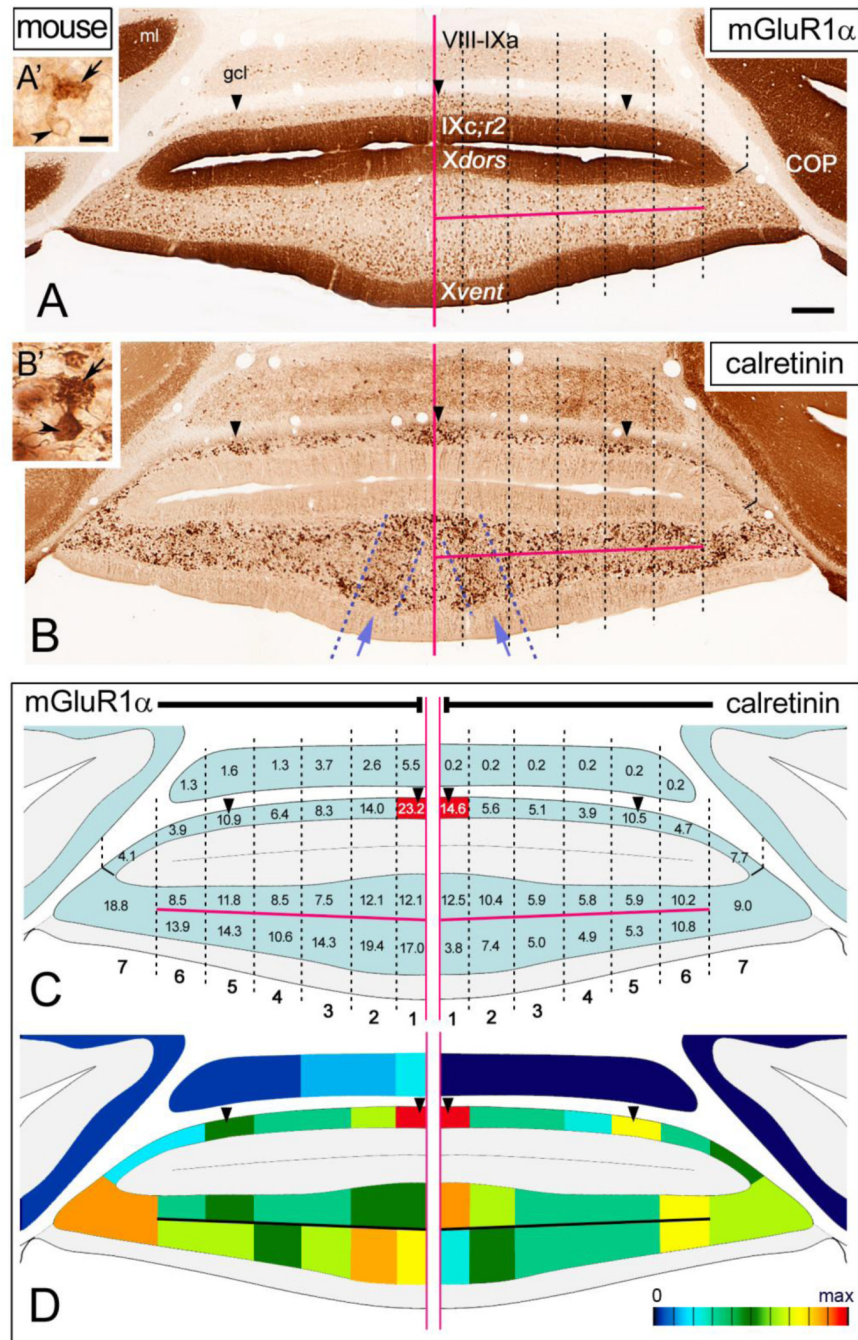 mouse
mGluR1α
ml
VIII-IXa
A'
gcl
IXc;r2
Xdors
COP
Xvent
A
B'
calretinin
B
mGluR1α
calretinin
1.3 1.6 1.3 3.7 2.6 5.5 0.2 0.2 0.2 0.2 0.2 0.2
4.1 3.9 10.9 6.4 8.3 14.0 23.2 14.6 5.6 5.1 3.9 10.5 4.7 7.7
18.8 8.5 11.8 8.5 7.5 12.1 12.1 12.5 10.4 5.9 5.8 5.9 10.2 9.0
13.9 14.3 10.6 14.3 19.4 17.0 3.8 7.4 5.0 4.9 5.3 10.8
7 6 5 4 3 2 1 1 2 3 4 5 6 7
C
0 max
D